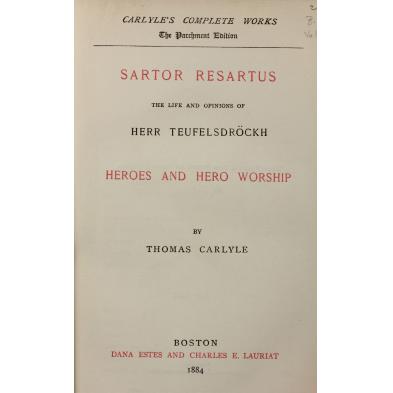 CARLYLE'S COMPLETE WORKS
The Parchment Edition
SARTOR RESARTUS
THE LIFE AND OPINIONS OF
HERR TEUFELSDRÖCKH
HEROES AND HERO WORSHIP
BY
THOMAS CARLYLE
BOSTON
DANA ESTES AND CHARLES E. LAURIAT
1884